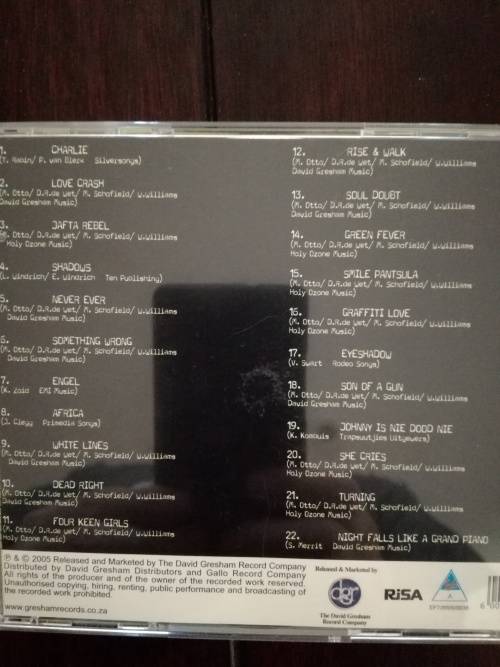 1. CHARLIE
(T. Rabin/ P. van Blerk Silversongs)
2. LOVE CRASH
(M. Otto/ D.R.de Wet/ M. Schofield/ W.Williams
David Gresham Music)
3. JAFTA REBEL
(M. Otto/ D.R.de Wet/ M. Schofield/ W.Williams
Holy Ozone Music)
4. SHADOWS
(L. Windrich/ E. Windrich Ten Publishing)
5. NEVER EVER
(M. Otto/ D.R.de Wet/ M. Schofield/ W.Williams
David Gresham Music)
6. SOMETHING WRONG
(M. Otto/ D.R.de Wet/ M. Schofield/ W.Williams
David Gresham Music)
7. ENGEL
(K. Zoid EMI Music)
8. AFRICA
(J. Clegg Primedia Songs)
9. WHITE LINES
(M. Otto/ D.R.de Wet/ M. Schofield/ W.Williams
David Gresham Music)
10. DEAD RIGHT
(M. Otto/ D.R.de Wet/ M. Schofield/ W.Williams
David Gresham Music)
11. FOUR KEEN GIRLS
(M. Otto/ D.R.de Wet/ M. Schofield/ W.Williams
Holy Ozone Music)
12. RISE & WALK
(M. Otto/ D.R.de Wet/ M. Schofield/ W.Williams
David Gresham Music)
13. SOUL DOUBT
(M. Otto/ D.R.de Wet/ M. Schofield/ W.Williams
David Gresham Music)
14. GREEN FEVER
(M. Otto/ D.R.de Wet/ M. Schofield/ W.Williams
Holy Ozone Music)
15. SMILE PANTSULA
(M. Otto/ D.R.de Wet/ M. Schofield/ W.Williams
Holy Ozone Music)
16. GRAFFITI LOVE
(M. Otto/ D.R.de Wet/ M. Schofield/ W.Williams
Holy Ozone Music)
17. EYESHADOW
(V. Swart Rodeo Songs)
18. SON OF A GUN
(M. Otto/ D.R.de Wet/ M. Schofield/ W.Williams
David Gresham Music)
19. JOHNNY IS NIE DOOD NIE
(K. Kombuis Trapsuutjies Uitgewers)
20. SHE CRIES
(M. Otto/ D.R.de Wet/ M. Schofield/ W.Williams
Holy Ozone Music)
21. TURNING
(M. Otto/ D.R.de Wet/ M. Schofield/ W.Williams
Holy Ozone Music)
22. NIGHT FALLS LIKE A GRAND PIANO
(S. Merrit David Gresham Music)
℗ & © 2005 Released and Marketed by The David Gresham Record Company
Distributed by David Gresham Distributors and Gallo Record Company
All rights of the producer and of the owner of the recorded work reserved.
Unauthorised copying, hiring, renting, public performance and broadcasting of
the recorded work prohibited.
www.greshamrecords.co.za
Released & Marketed by
dgr
The David Gresham
Record Company
RiSA
A